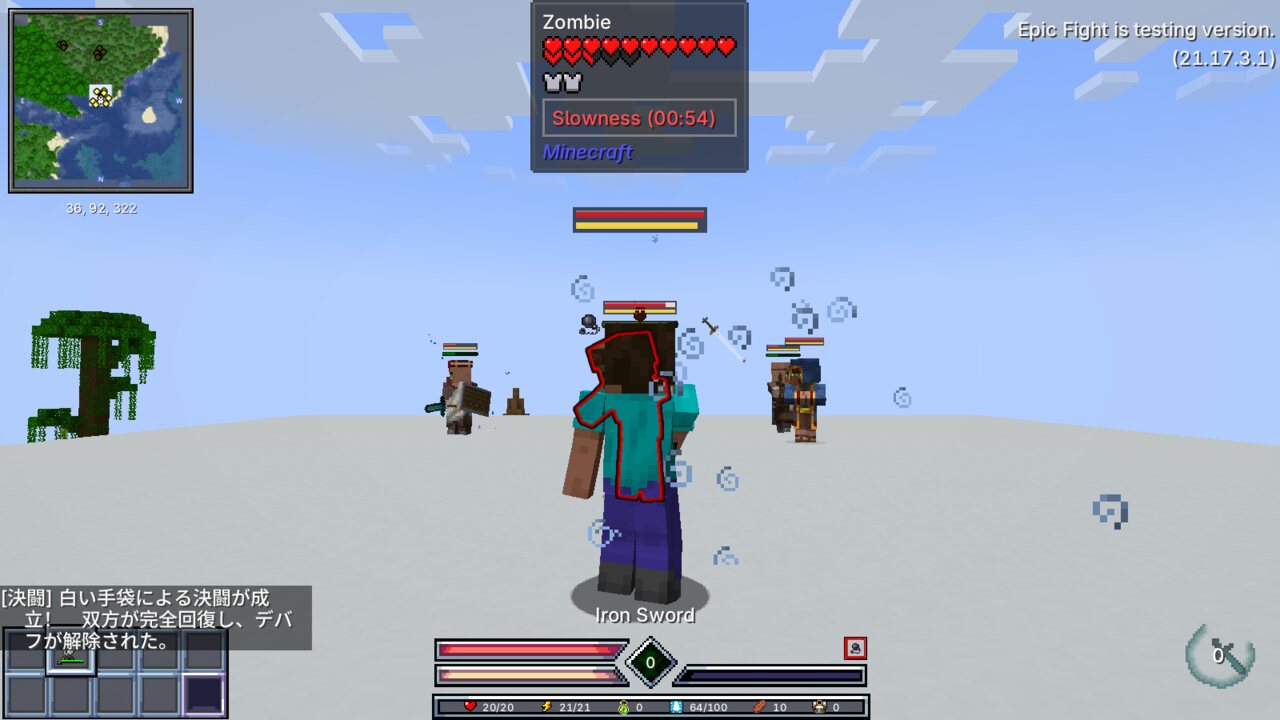 S
E
W
N
36, 92, 322
Zombie
Slowness (00:54)
Minecraft
Epic Fight is testing version.
(21.17.3.1)
[決闘] 白い手袋による決闘が成
立!　双方が完全回復し、デバ
フが解除された。
Iron Sword
0
20/20 21/21 0 64/100 10 0
0